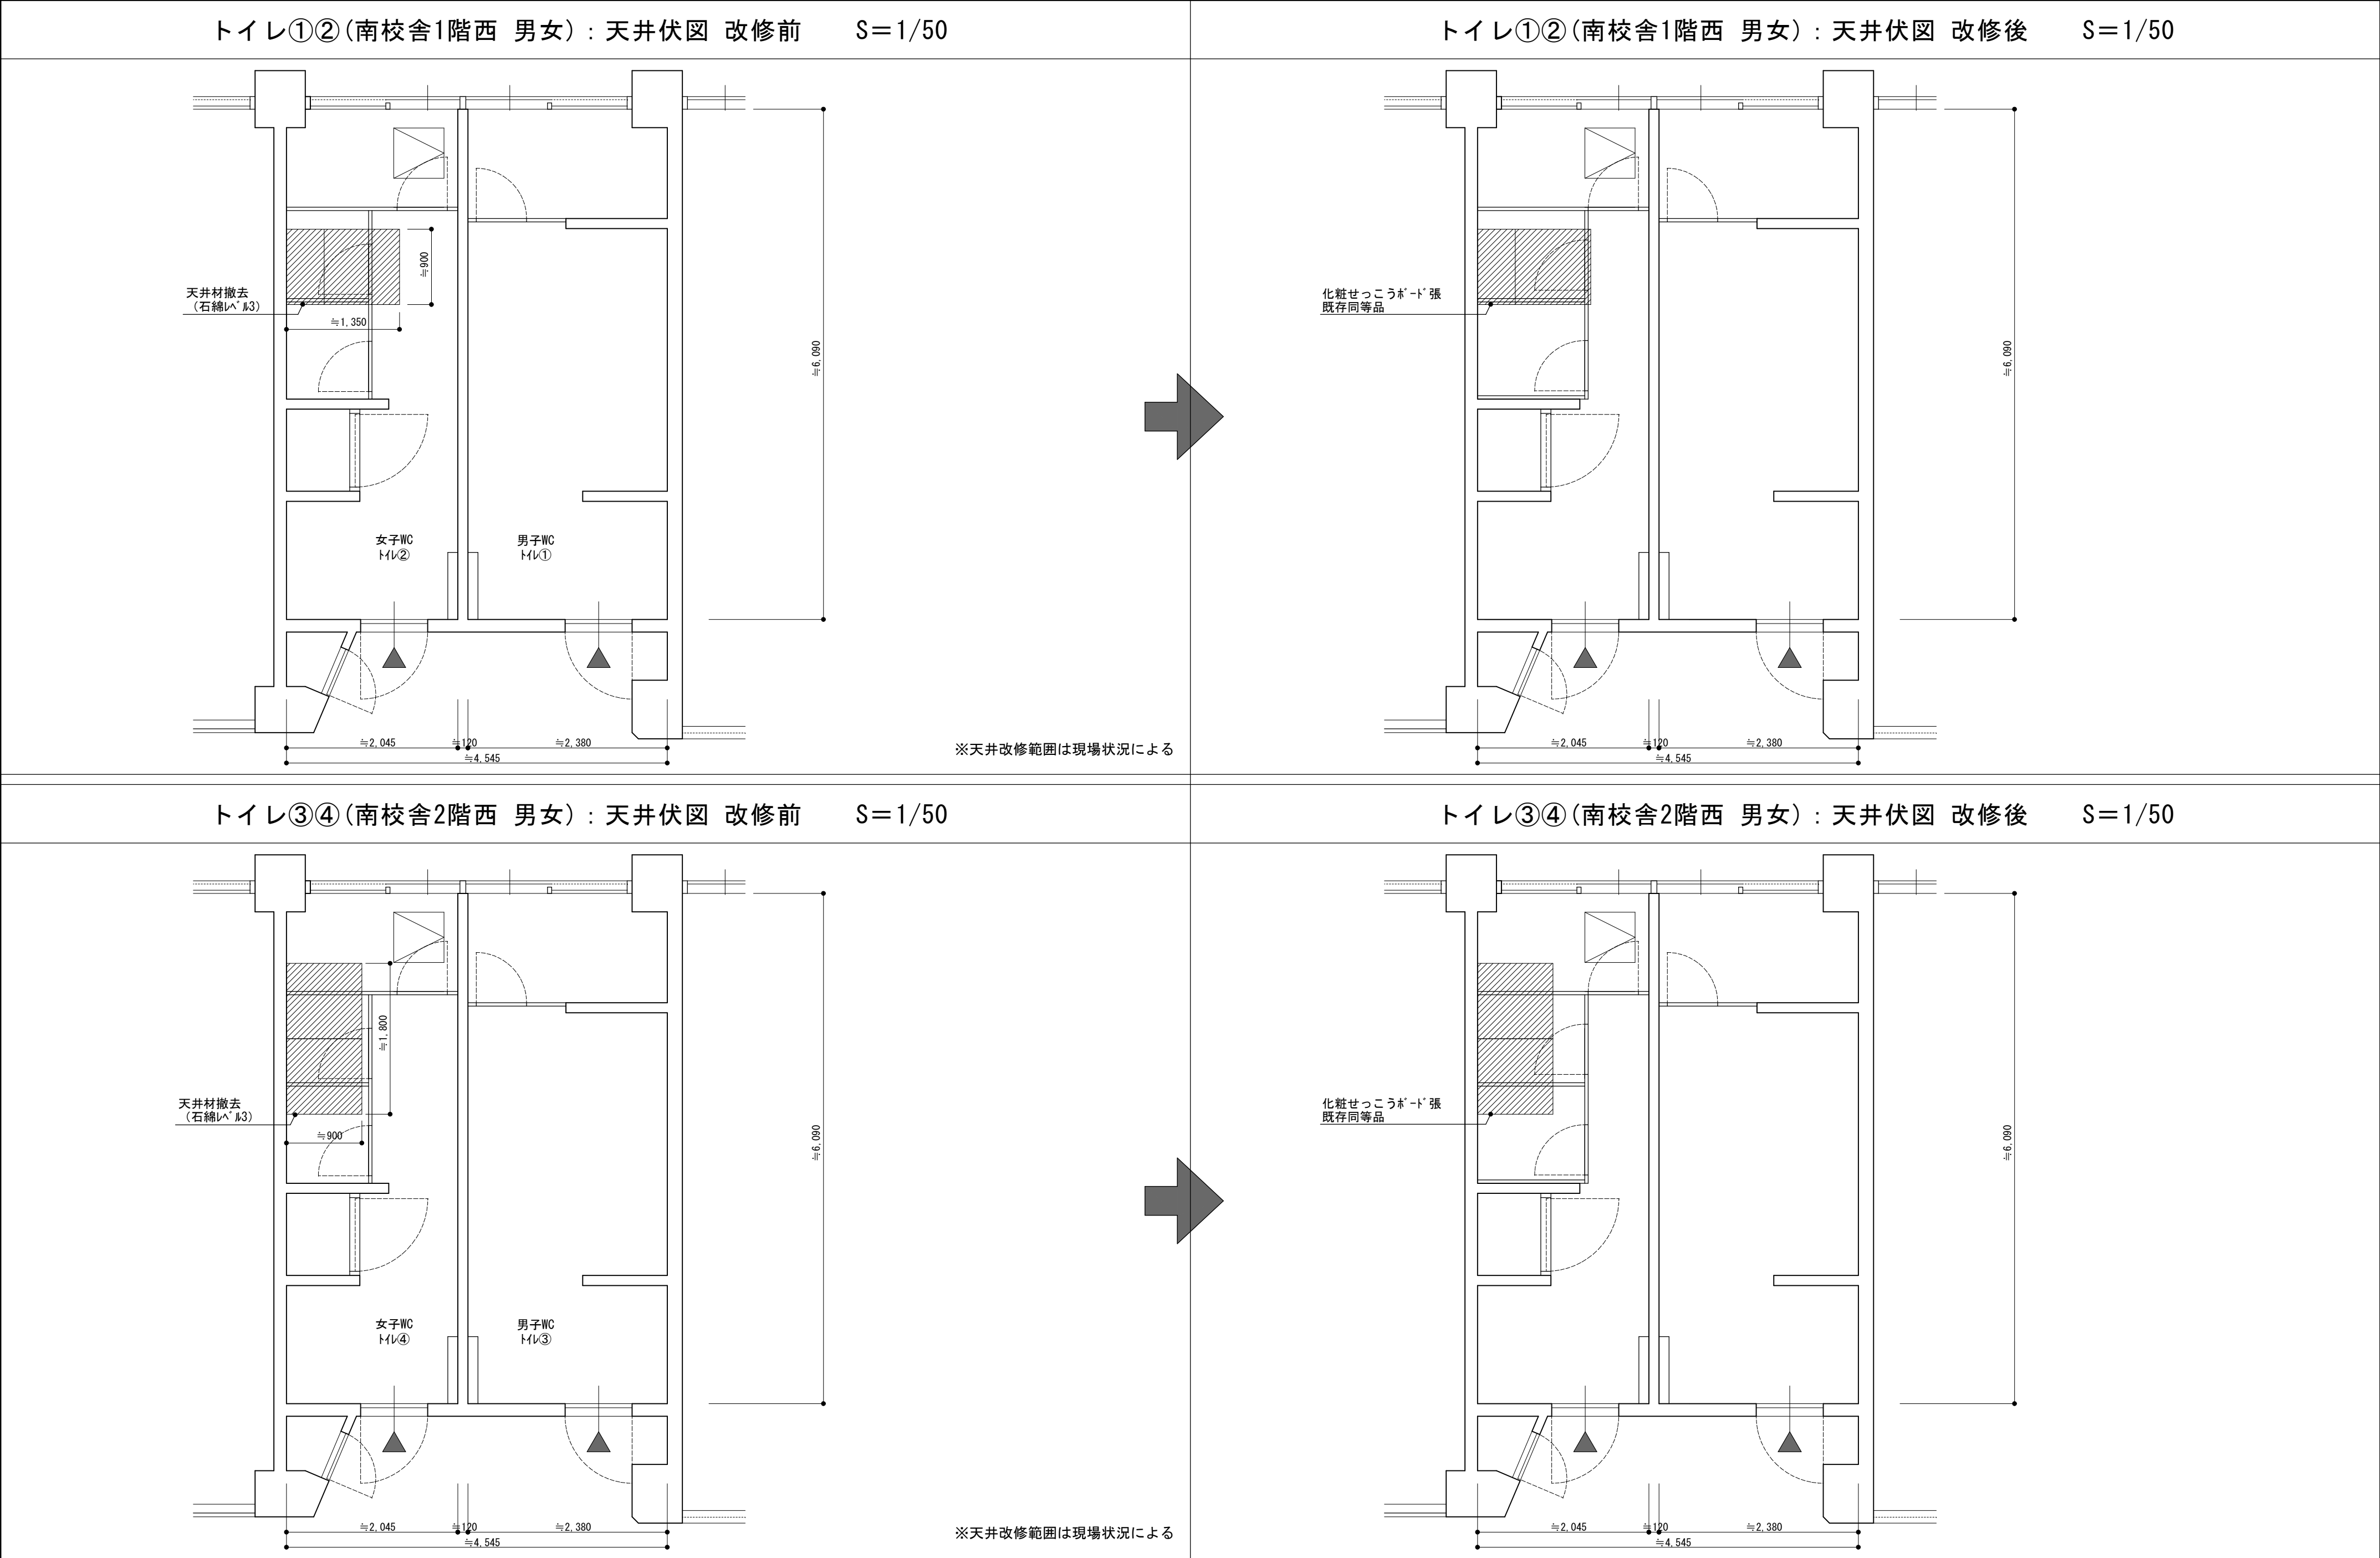 トイレ①②(南校舎1階西 男女)：天井伏図 改修前 S＝1/50
≒900
天井材撤去
（石綿ﾚﾍﾞﾙ3）
≒1,350
≒6,090
女子WC
ﾄｲﾚ②
男子WC
ﾄｲﾚ①
≒2,045
≒120
≒2,380
≒4,545
※天井改修範囲は現場状況による
トイレ①②(南校舎1階西 男女)：天井伏図 改修後 S＝1/50
化粧せっこうﾎﾞｰﾄﾞ張
既存同等品
≒6,090
≒2,045
≒120
≒2,380
≒4,545
トイレ③④(南校舎2階西 男女)：天井伏図 改修前 S＝1/50
≒1,800
天井材撤去
（石綿ﾚﾍﾞﾙ3）
≒900
≒6,090
女子WC
ﾄｲﾚ④
男子WC
ﾄｲﾚ③
≒2,045
≒120
≒2,380
≒4,545
※天井改修範囲は現場状況による
トイレ③④(南校舎2階西 男女)：天井伏図 改修後 S＝1/50
化粧せっこうﾎﾞｰﾄﾞ張
既存同等品
≒6,090
≒2,045
≒120
≒2,380
≒4,545